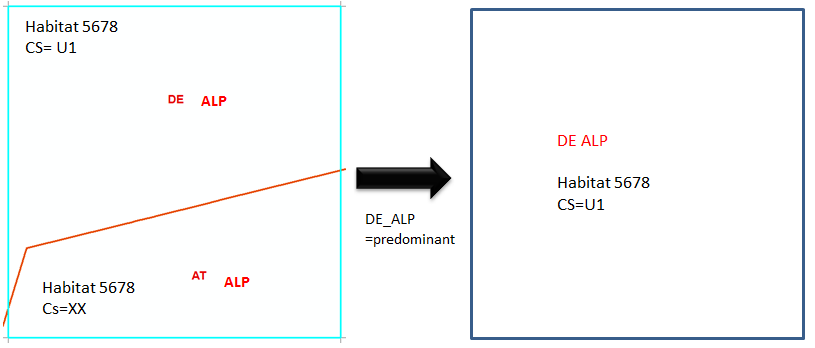 Habitat 5678
CS= U1
DE ALP
AT ALP
Habitat 5678
Cs=XX
DE_ALP
=predominant
DE ALP
Habitat 5678
CS=U1